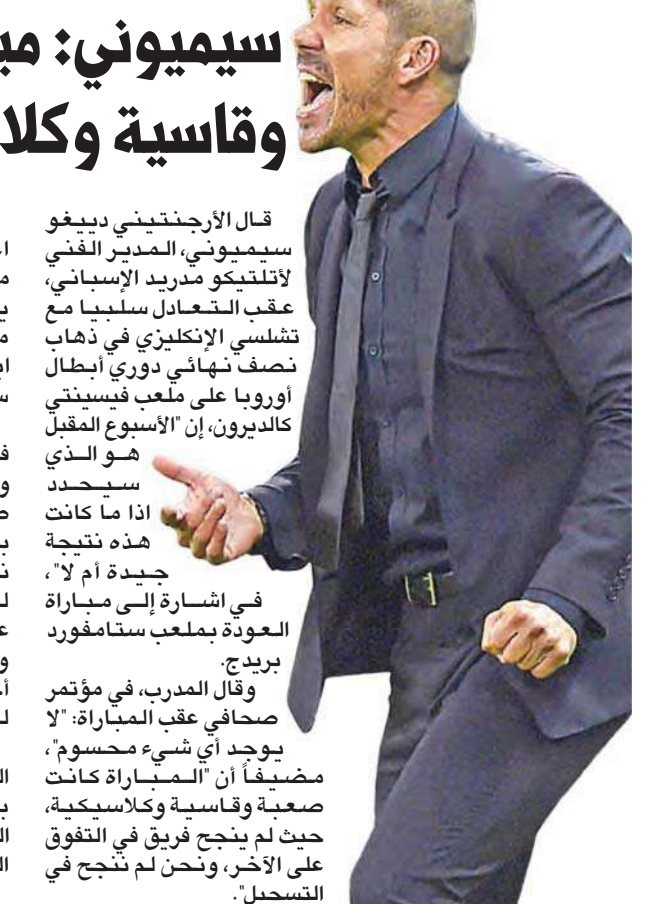 سيميوني:
وقاسية
قال الأرجنتيني دييغو
سيميوني، المدير الفني
لأتلتيكو مدريد الإسباني،
عقب التعادل سلبيا مع
تشلسي الإنكليزي في ذهاب
نصف نهائي دوري أبطال
أوروبا على ملعب فيسينتي
كالديرون، إن "الأسبوع المقبل
هو الذي
سيحدد
اذا ما كانت
هذه نتيجة
جيدة أم لا"،
في اشارة إلى مباراة
العودة بملعب ستامفورد
بريدج.
وقال المدرب، في مؤتمر
صحافي عقب المباراة: "لا
يوجد أي شيء محسوم"،
مضيفاً أن "المباراة كانت
صعبة وقاسية وكلاسيكية،
حيث لم ينجح فريق في التفوق
على الآخر، ونحن لم ننجح في
التسجيل".